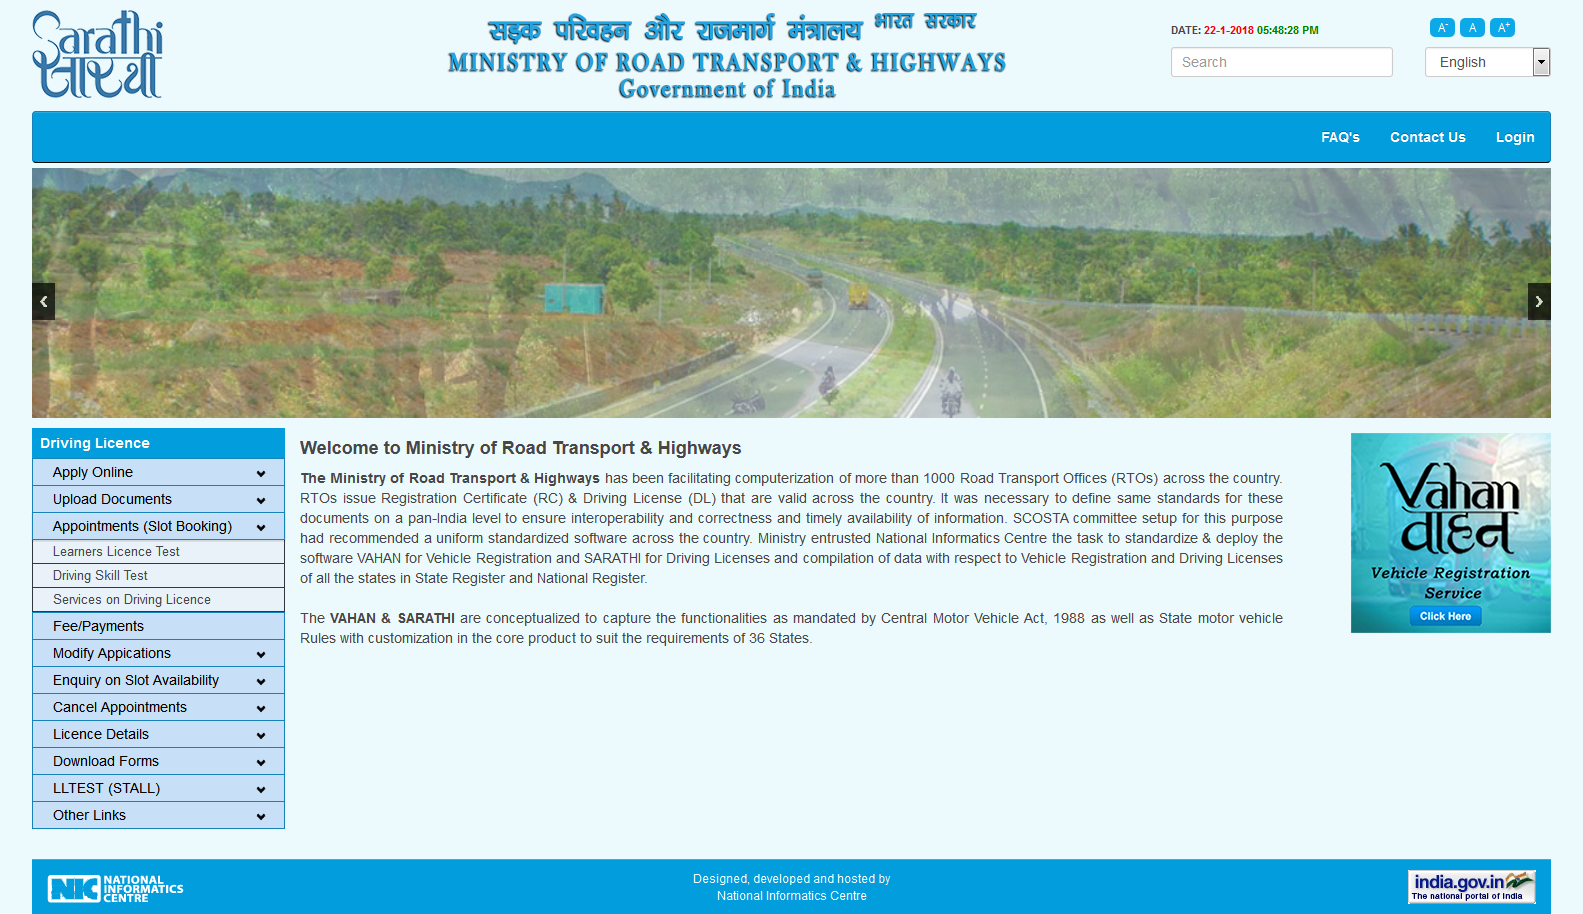 Sarathi
सारथी
सड़क परिवहन और राजमार्ग मंत्रालय भारत सरकार
MINISTRY OF ROAD TRANSPORT & HIGHWAYS
Government of India
DATE: 22-1-2018 05:48:28 PM
A- A A+
Search
English
FAQ's Contact Us Login
Driving Licence
Apply Online
Upload Documents
Appointments (Slot Booking)
Learners Licence Test
Driving Skill Test
Services on Driving Licence
Fee/Payments
Modify Appications
Enquiry on Slot Availability
Cancel Appointments
Licence Details
Download Forms
LLTEST (STALL)
Other Links
Welcome to Ministry of Road Transport & Highways
The Ministry of Road Transport & Highways has been facilitating computerization of more than 1000 Road Transport Offices (RTOs) across the country.
RTOs issue Registration Certificate (RC) & Driving License (DL) that are valid across the country. It was necessary to define same standards for these
documents on a pan-India level to ensure interoperability and correctness and timely availability of information. SCOSTA committee setup for this purpose
had recommended a uniform standardized software across the country. Ministry entrusted National Informatics Centre the task to standardize & deploy the
software VAHAN for Vehicle Registration and SARATHI for Driving Licenses and compilation of data with respect to Vehicle Registration and Driving Licenses
of all the states in State Register and National Register.
The VAHAN & SARATHI are conceptualized to capture the functionalities as mandated by Central Motor Vehicle Act, 1988 as well as State motor vehicle
Rules with customization in the core product to suit the requirements of 36 States.
Vahan
वाहन
Vehicle Registration
Service
Click Here
NIC NATIONAL
INFORMATICS
CENTRE
Designed, developed and hosted by
National Informatics Centre
india.gov.in
The national portal of India